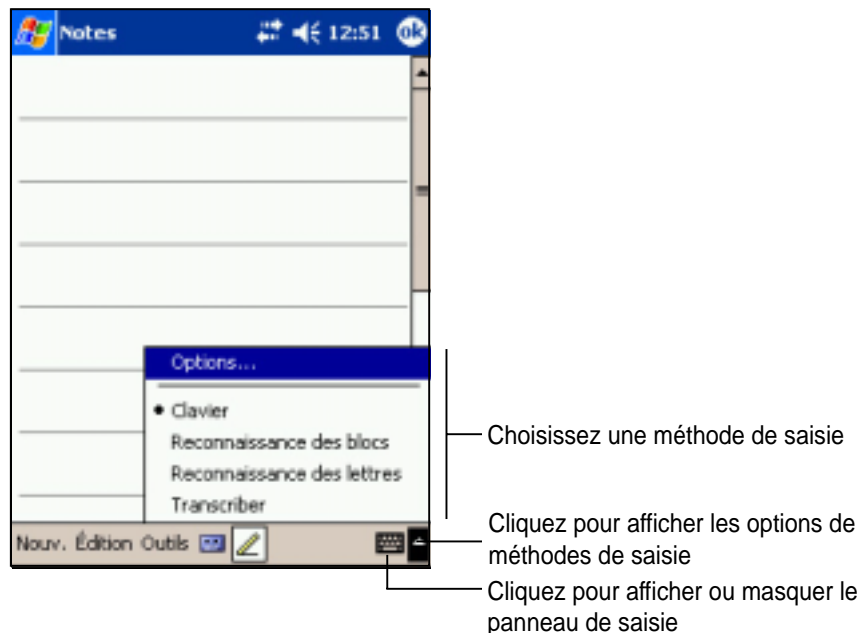 Notes 12:51 ok
Options...
Clavier
Reconnaissance des blocs
Reconnaissance des lettres
Transcriber
Nouv. Édition Outils
Choisissez une méthode de saisie
Cliquez pour afficher les options de
méthodes de saisie
Cliquez pour afficher ou masquer le
panneau de saisie